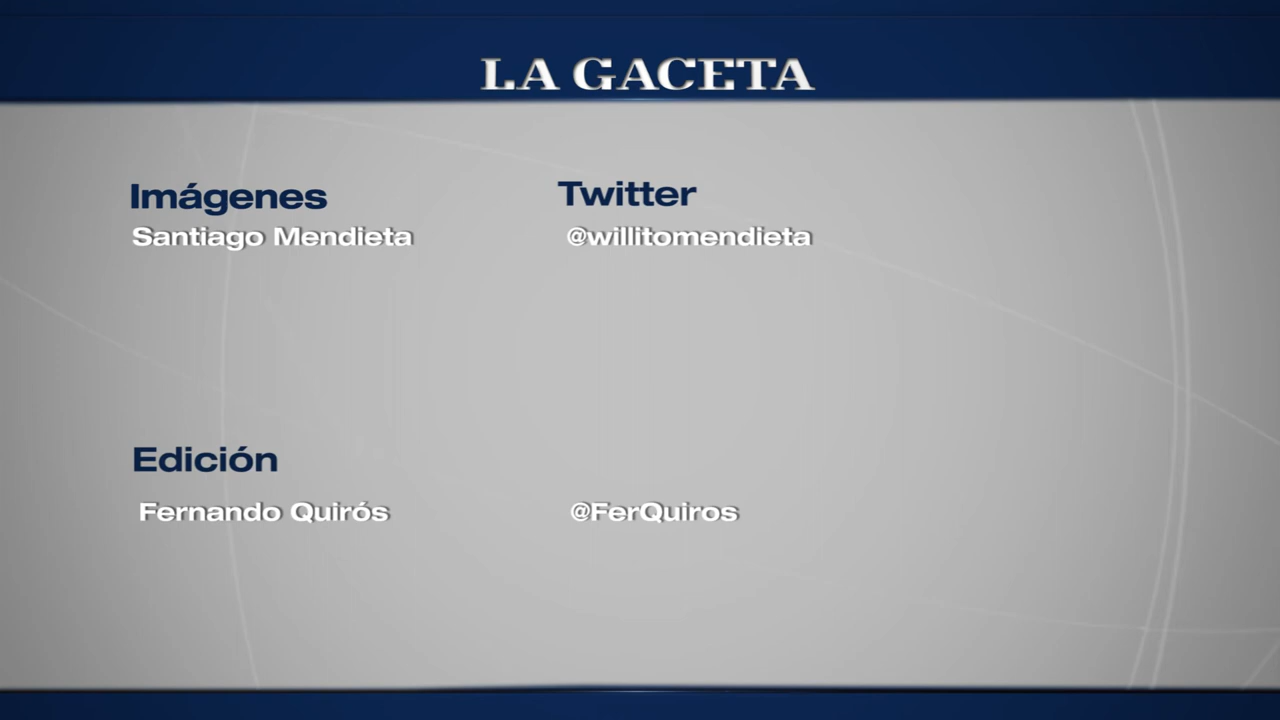 LA GACETA
Imágenes
Twitter
Santiago Mendieta
@willitomendieta
Edición
Fernando Quirós
@FerQuiros